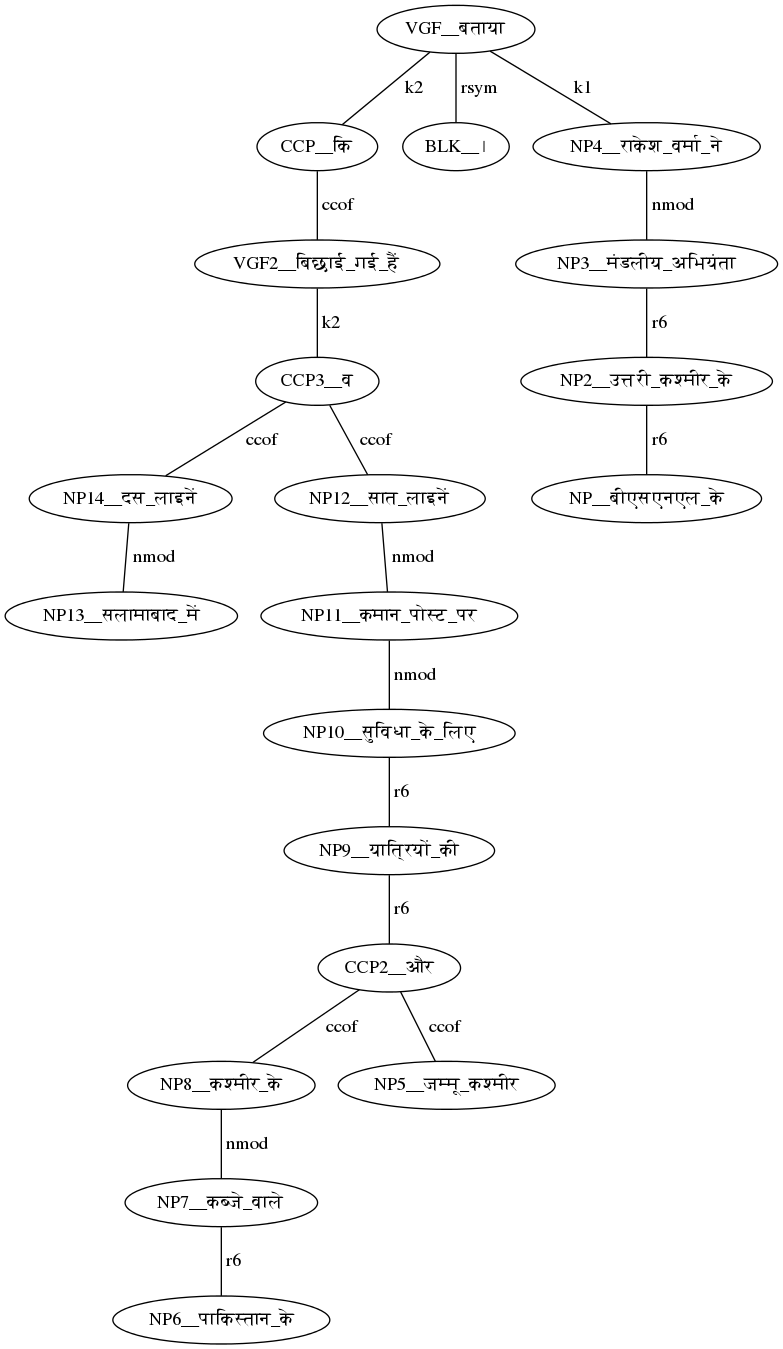 VGF__बताया
k2 rsym k1
CCP__कि BLK__। NP4__राकेश_वर्मा_ने
ccof nmod
VGF2__बिछाई_गई_हैं NP3__मंडलीय_अभियंता
k2 r6
CCP3__व NP2__उत्तरी_कश्मीर_के
ccof ccof r6
NP14__दस_लाइनें NP12__सात_लाइनें NP__बीएसएनएल_के
nmod nmod
NP13__सलामाबाद_में NP11__कमान_पोस्ट_पर
nmod
NP10__सुविधा_के_लिए
r6
NP9__यात्रियों_की
r6
CCP2__और
ccof ccof
NP8__कश्मीर_के NP5__जम्मू_कश्मीर
nmod
NP7__कब्जे_वाले
r6
NP6__पाकिस्तान_के